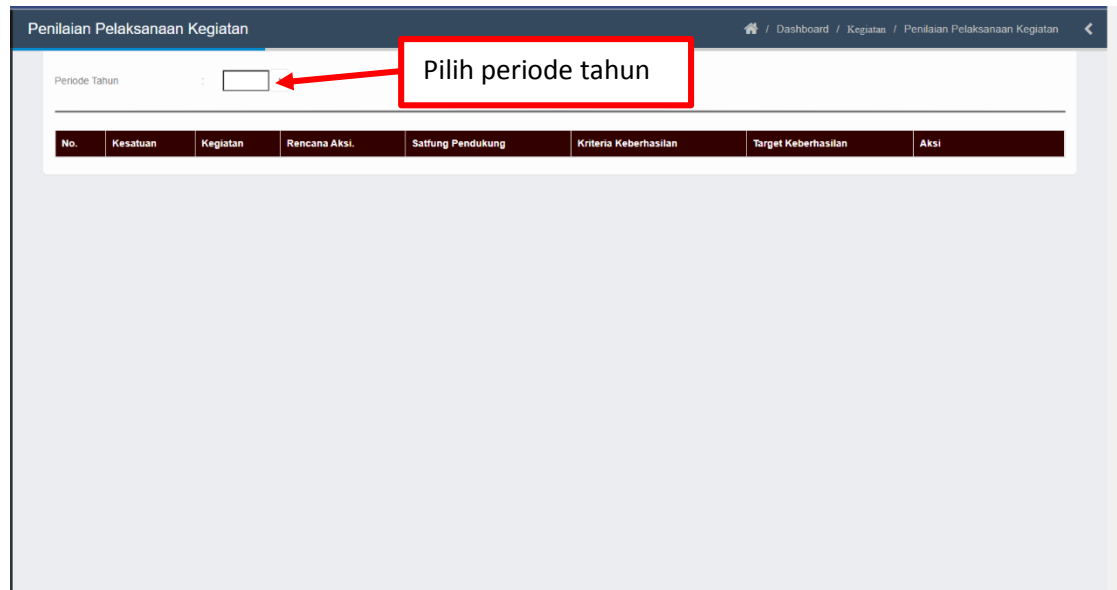 Penilaian Pelaksanaan Kegiatan
/ Dashboard / Kegiatan / Penilaian Pelaksanaan Kegiatan
Pilih periode tahun
Periode Tahun :
No. Kesatuan Kegiatan Rencana Aksi. Satfung Pendukung Kriteria Keberhasilan Target Keberhasilan Aksi